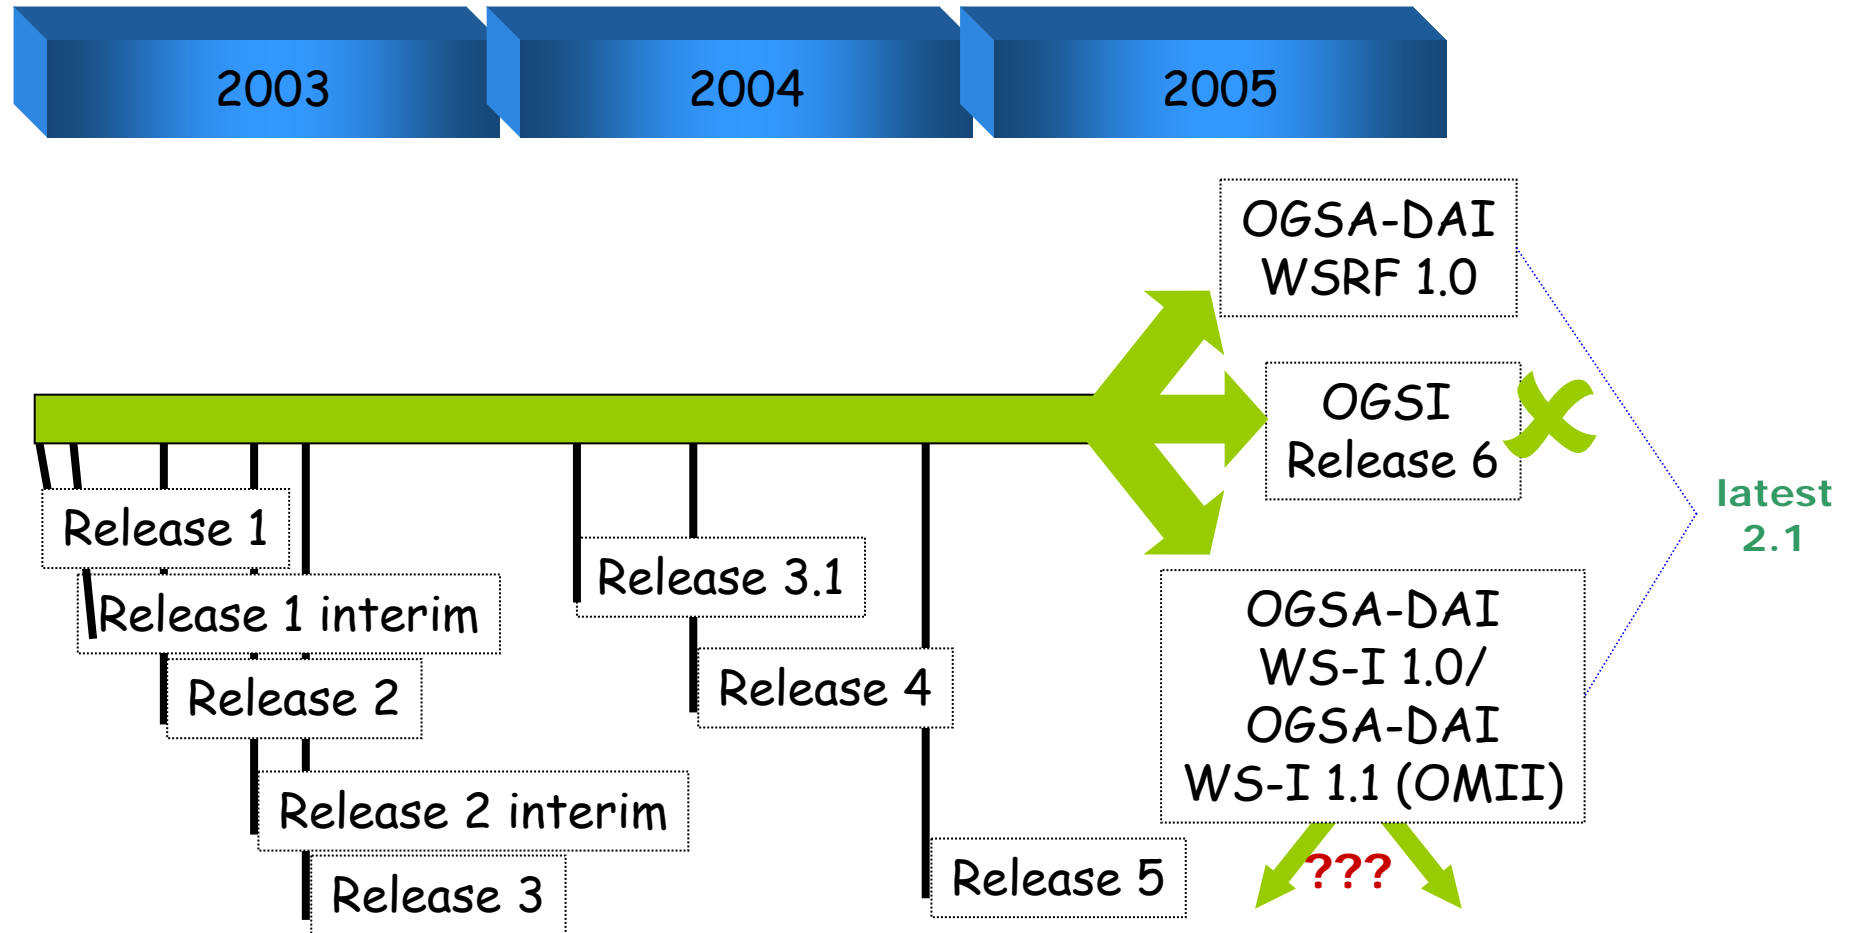 2003
2004
2005
OGSA-DAI
WSRF 1.0
OGSI
Release 6
latest
2.1
Release 1
Release 1 interim
Release 2
Release 2 interim
Release 3
Release 3.1
Release 4
Release 5
OGSA-DAI
WS-I 1.0/
OGSA-DAI
WS-I 1.1 (OMII)
???